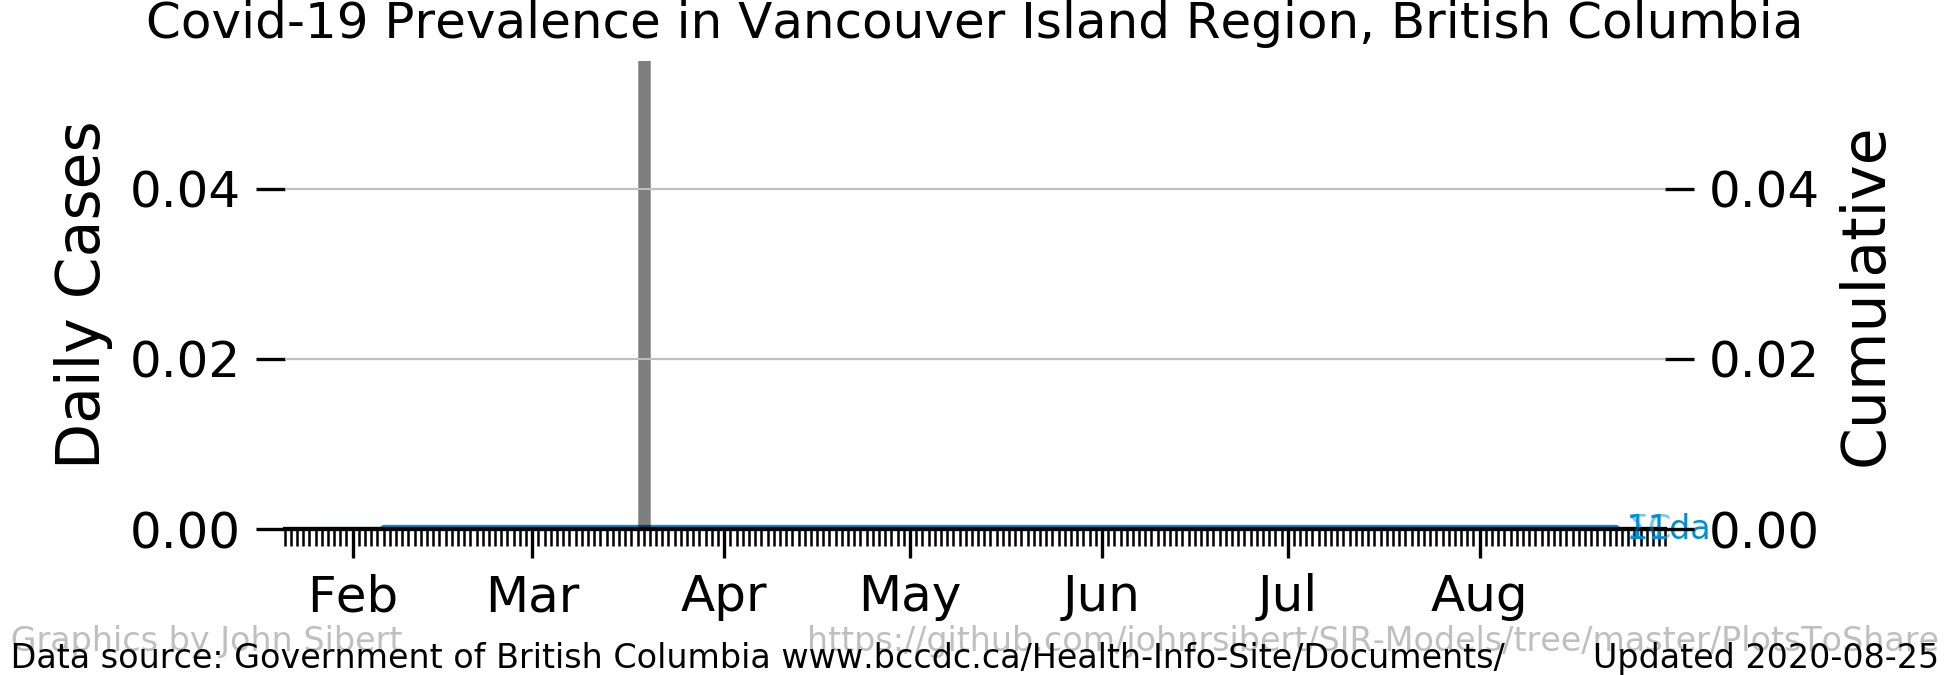 Covid-19 Prevalence in Vancouver Island Region, British Columbia
Daily Cases
0.04
0.02
0.00
Cumulative
0.04
0.02
0.00
Feb Mar Apr May Jun Jul Aug
Graphics by John Sibert https://github.com/johnrsibert/SIR-Models/tree/master/PlotsToShare
Data source: Government of British Columbia www.bccdc.ca/Health-Info-Site/Documents/ Updated 2020-08-25